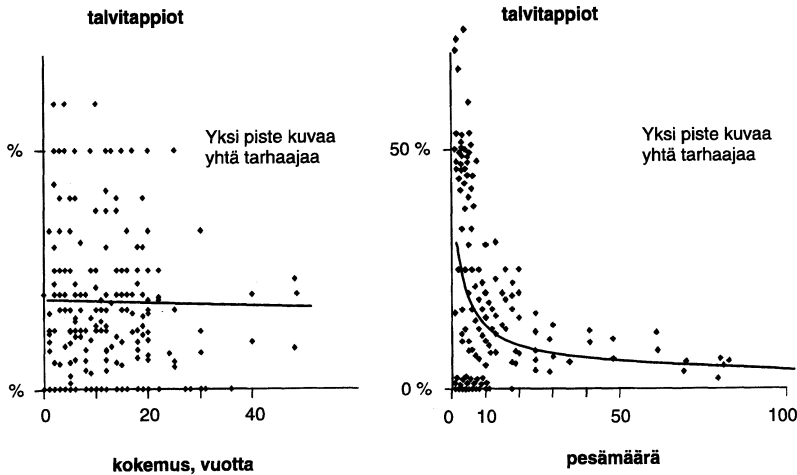 talvitappiot
Yksi piste kuvaa
yhtä tarhaajaa
%
%
0
20
40
kokemus, vuotta
talvitappiot
Yksi piste kuvaa
yhtä tarhaajaa
50 %
0 %
0 10 50 100
pesämäärä